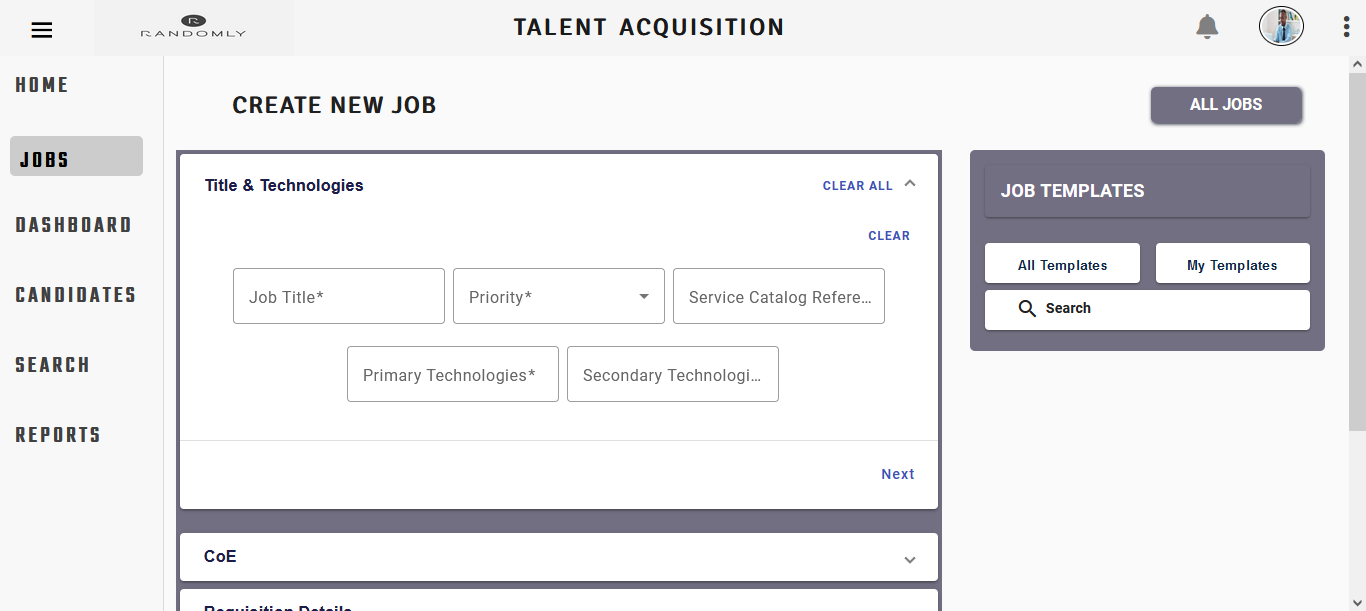 R
RANDOMLY
TALENT ACQUISITION
HOME
JOBS
DASHBOARD
CANDIDATES
SEARCH
REPORTS
CREATE NEW JOB
ALL JOBS
Title & Technologies
CLEAR ALL
CLEAR
Job Title*
Priority*
Service Catalog Refere...
Primary Technologies*
Secondary Technologi...
Next
CoE
Requisition Details
JOB TEMPLATES
All Templates
My Templates
Search